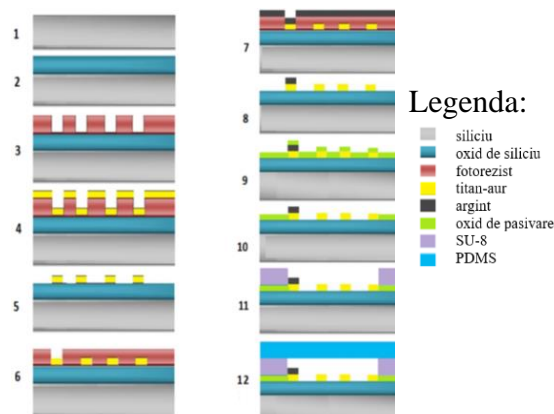 1
2
3
4
5
6
7
8
9
10
11
12
Legenda:
siliciu
oxid de siliciu
fotorezist
titan-aur
argint
oxid de pasivare
SU-8
PDMS